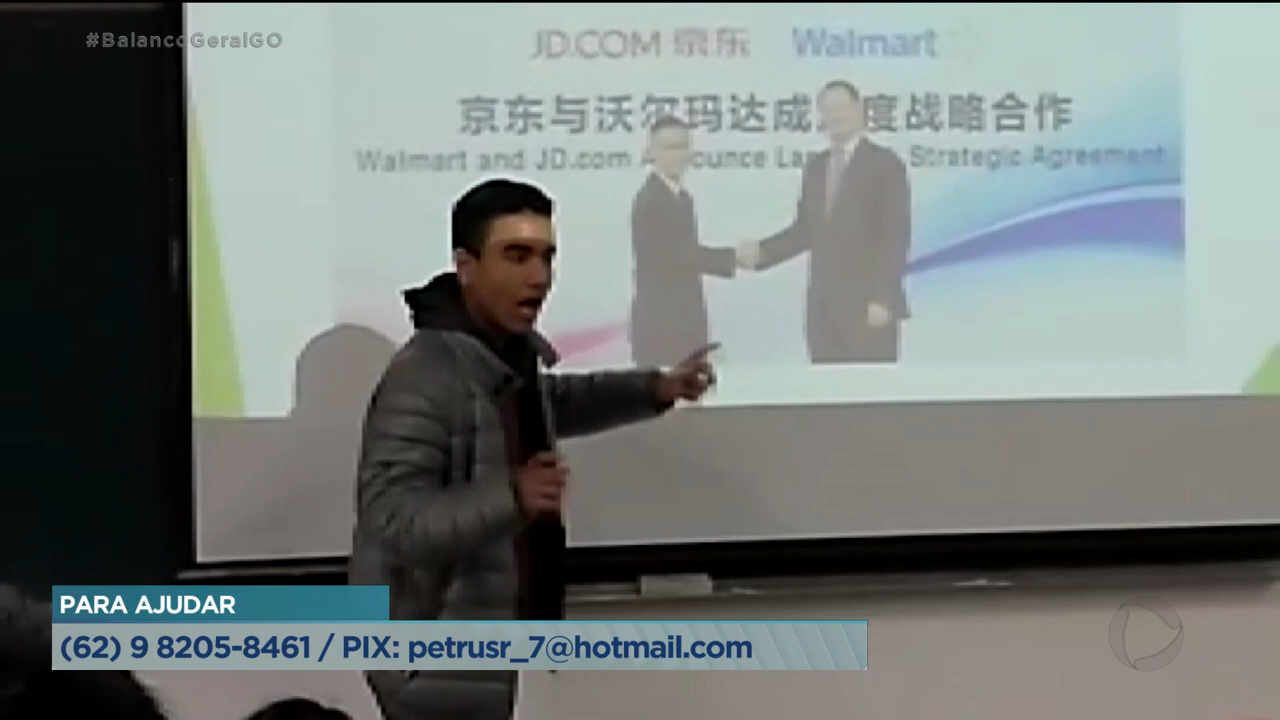 #BalancoGeralGO
JD.COM 京东 Walmart
京东与沃尔玛达成 度战略合作
Walmart and JD.com Strategic Agreement
PARA AJUDAR
(62) 9 8205-8461 / PIX: petrusr_7@hotmail.com